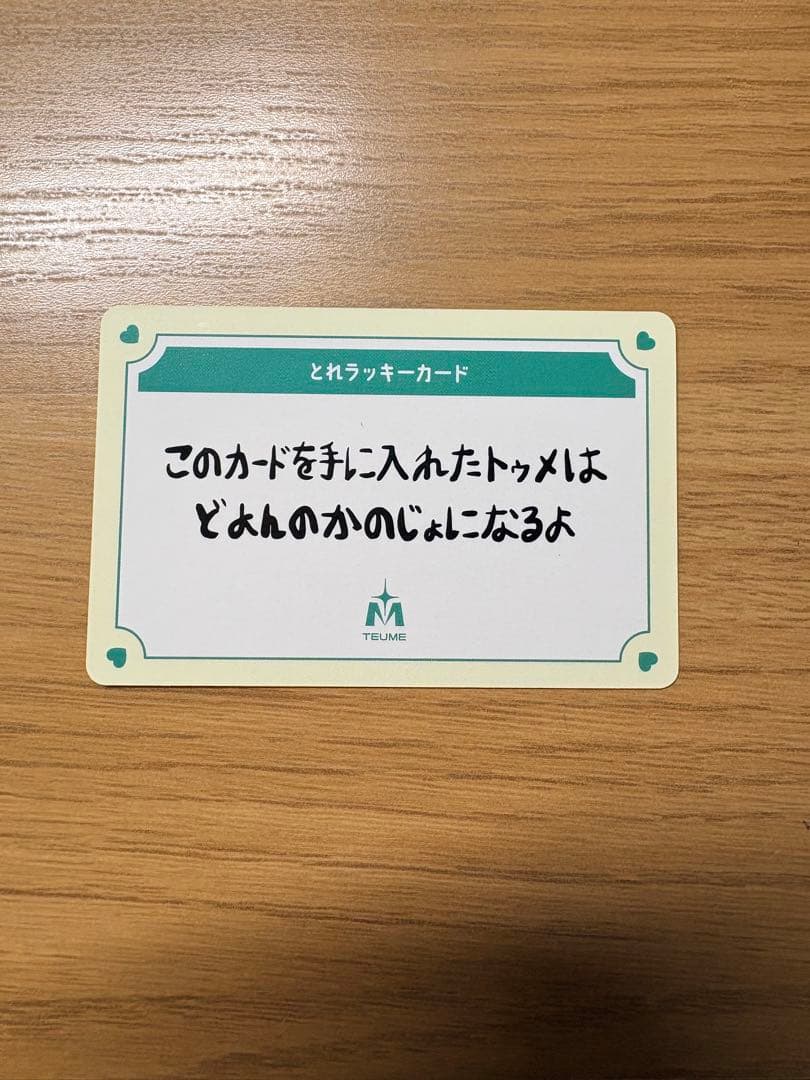 とれラッキーカード
このカードを手に入れたトゥメは
どよんのかのじょになるよ
M
TEUME